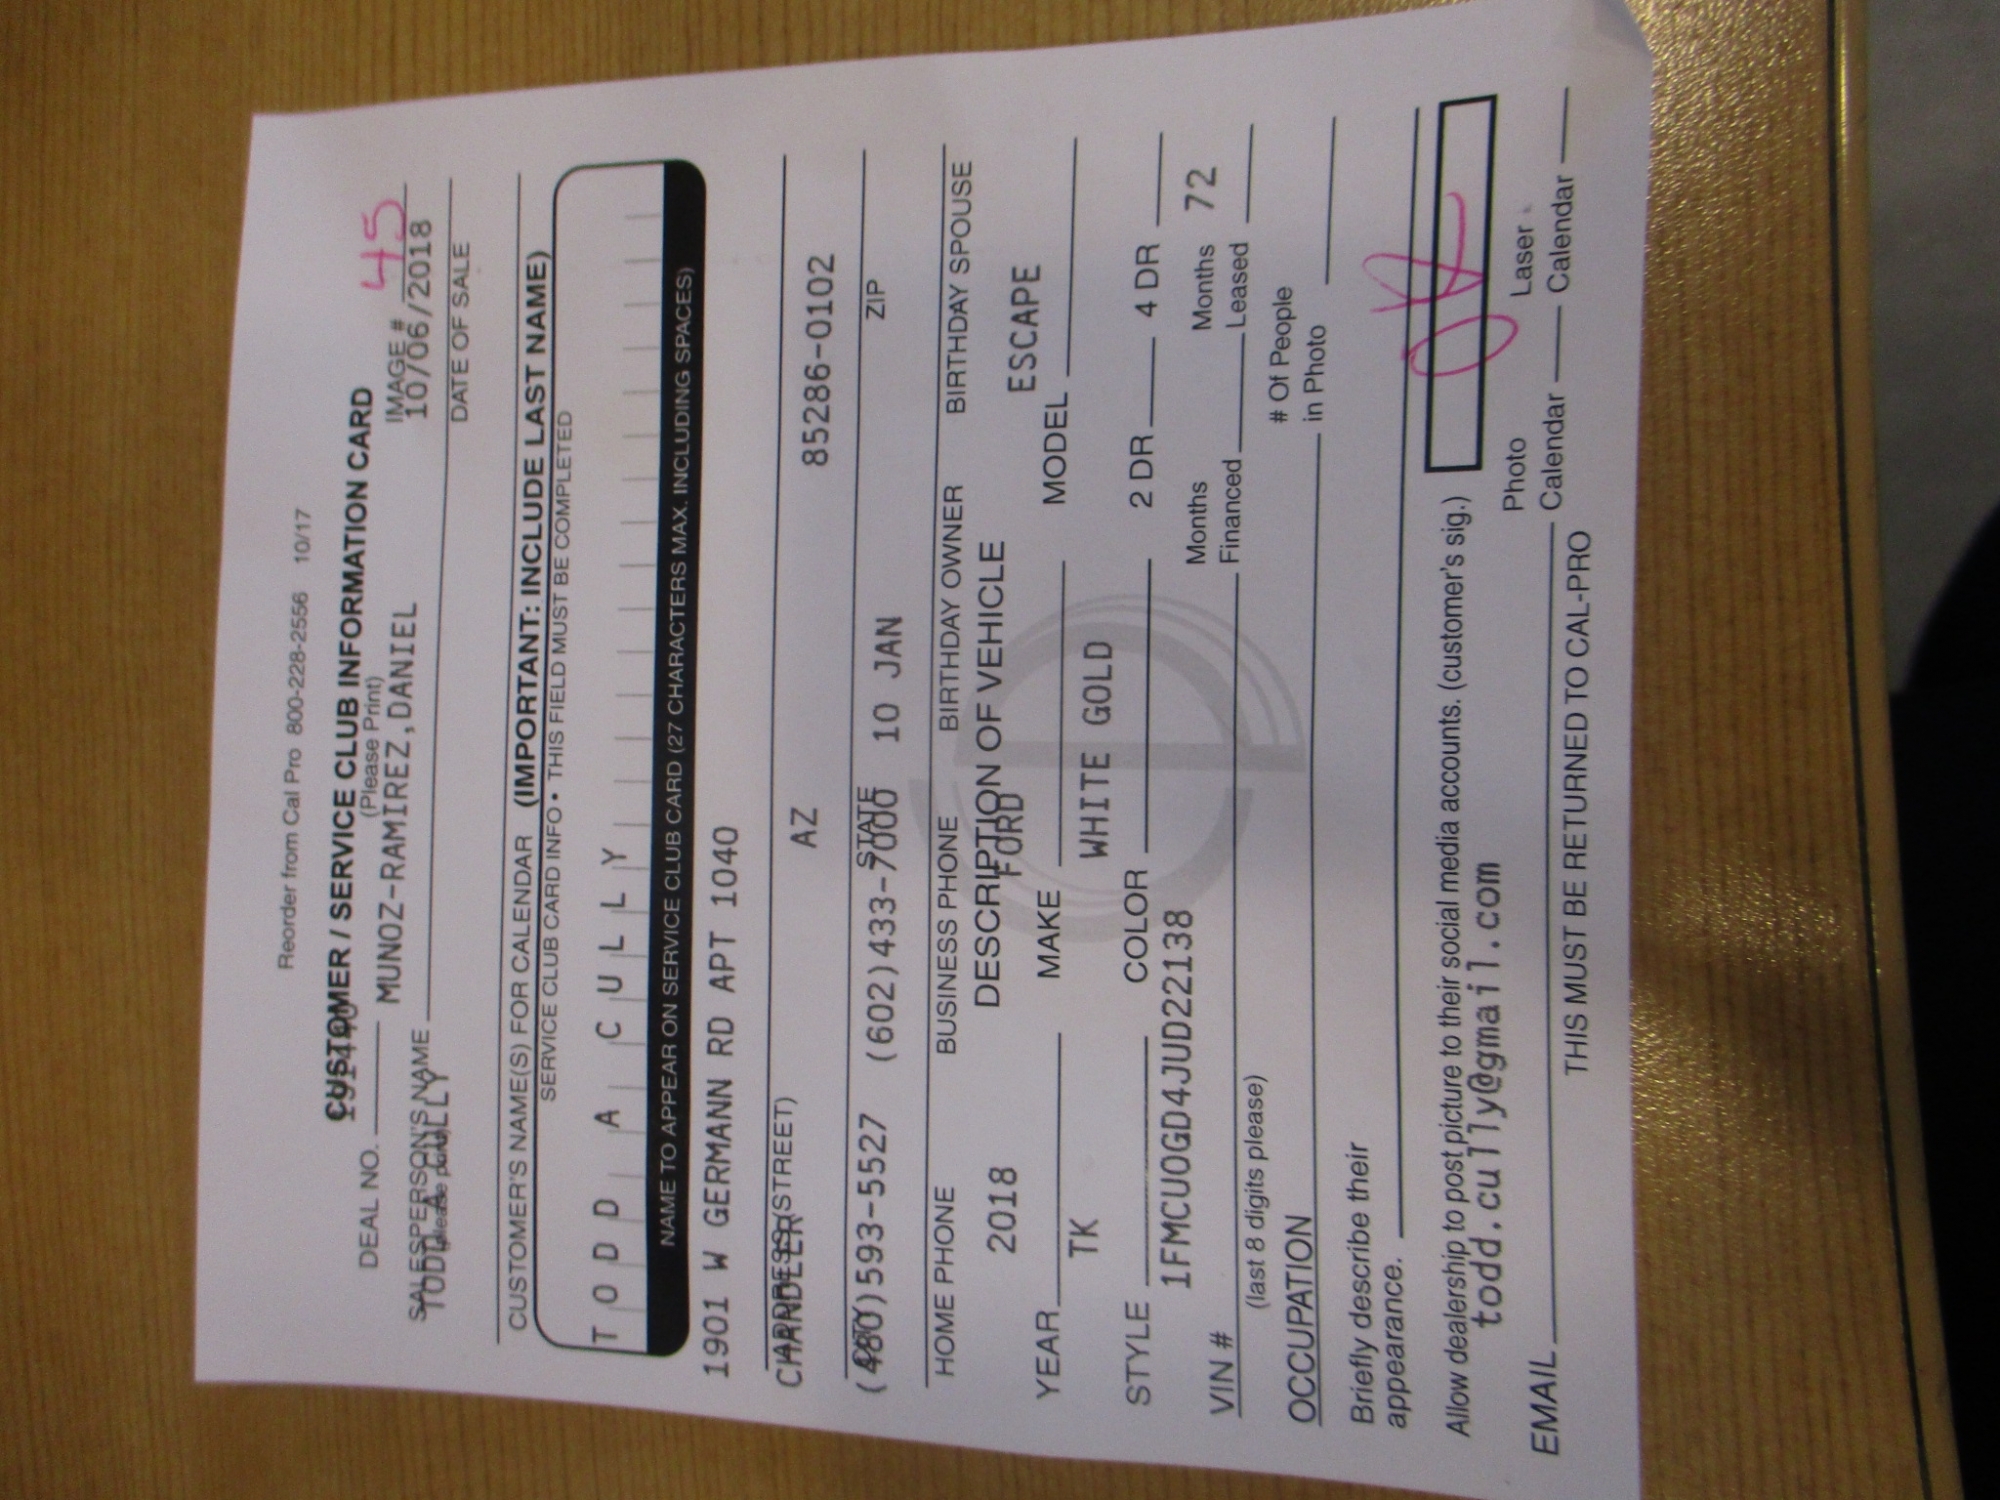 Reorder from Cal Pro 800-228-2556 10/17
CUSTOMER / SERVICE CLUB INFORMATION CARD
(Please Print)
IMAGE # 45
DEAL NO.
MUNOZ-RAMIREZ,DANIEL 10/06/2018
SALESPERSON'S NAME DATE OF SALE
TODD A CULLY
(please print)
CUSTOMER'S NAME(S) FOR CALENDAR (IMPORTANT: INCLUDE LAST NAME)
SERVICE CLUB CARD INFO • THIS FIELD MUST BE COMPLETED
TODD A CULLY
NAME TO APPEAR ON SERVICE CLUB CARD (27 CHARACTERS MAX. INCLUDING SPACES)
1901 W GERMANN RD APT 1040
ADDRESS (STREET)
CHANDLER AZ 85286-0102
CITY STATE ZIP
(480)593-5527 (602)433-7000 10 JAN
HOME PHONE BUSINESS PHONE BIRTHDAY OWNER BIRTHDAY SPOUSE
DESCRIPTION OF VEHICLE
2018 FORD ESCAPE
YEAR MAKE MODEL
TK WHITE GOLD
STYLE COLOR 2 DR 4 DR
1FMCU0GD4JUD22138
VIN # Months Financed Months Leased 72
(last 8 digits please)
OCCUPATION # Of People in Photo
Briefly describe their
appearance.
Allow dealership to post picture to their social media accounts. (customer's sig.)
todd.cully@gmail.com
EMAIL Photo Calendar Laser Calendar
THIS MUST BE RETURNED TO CAL-PRO